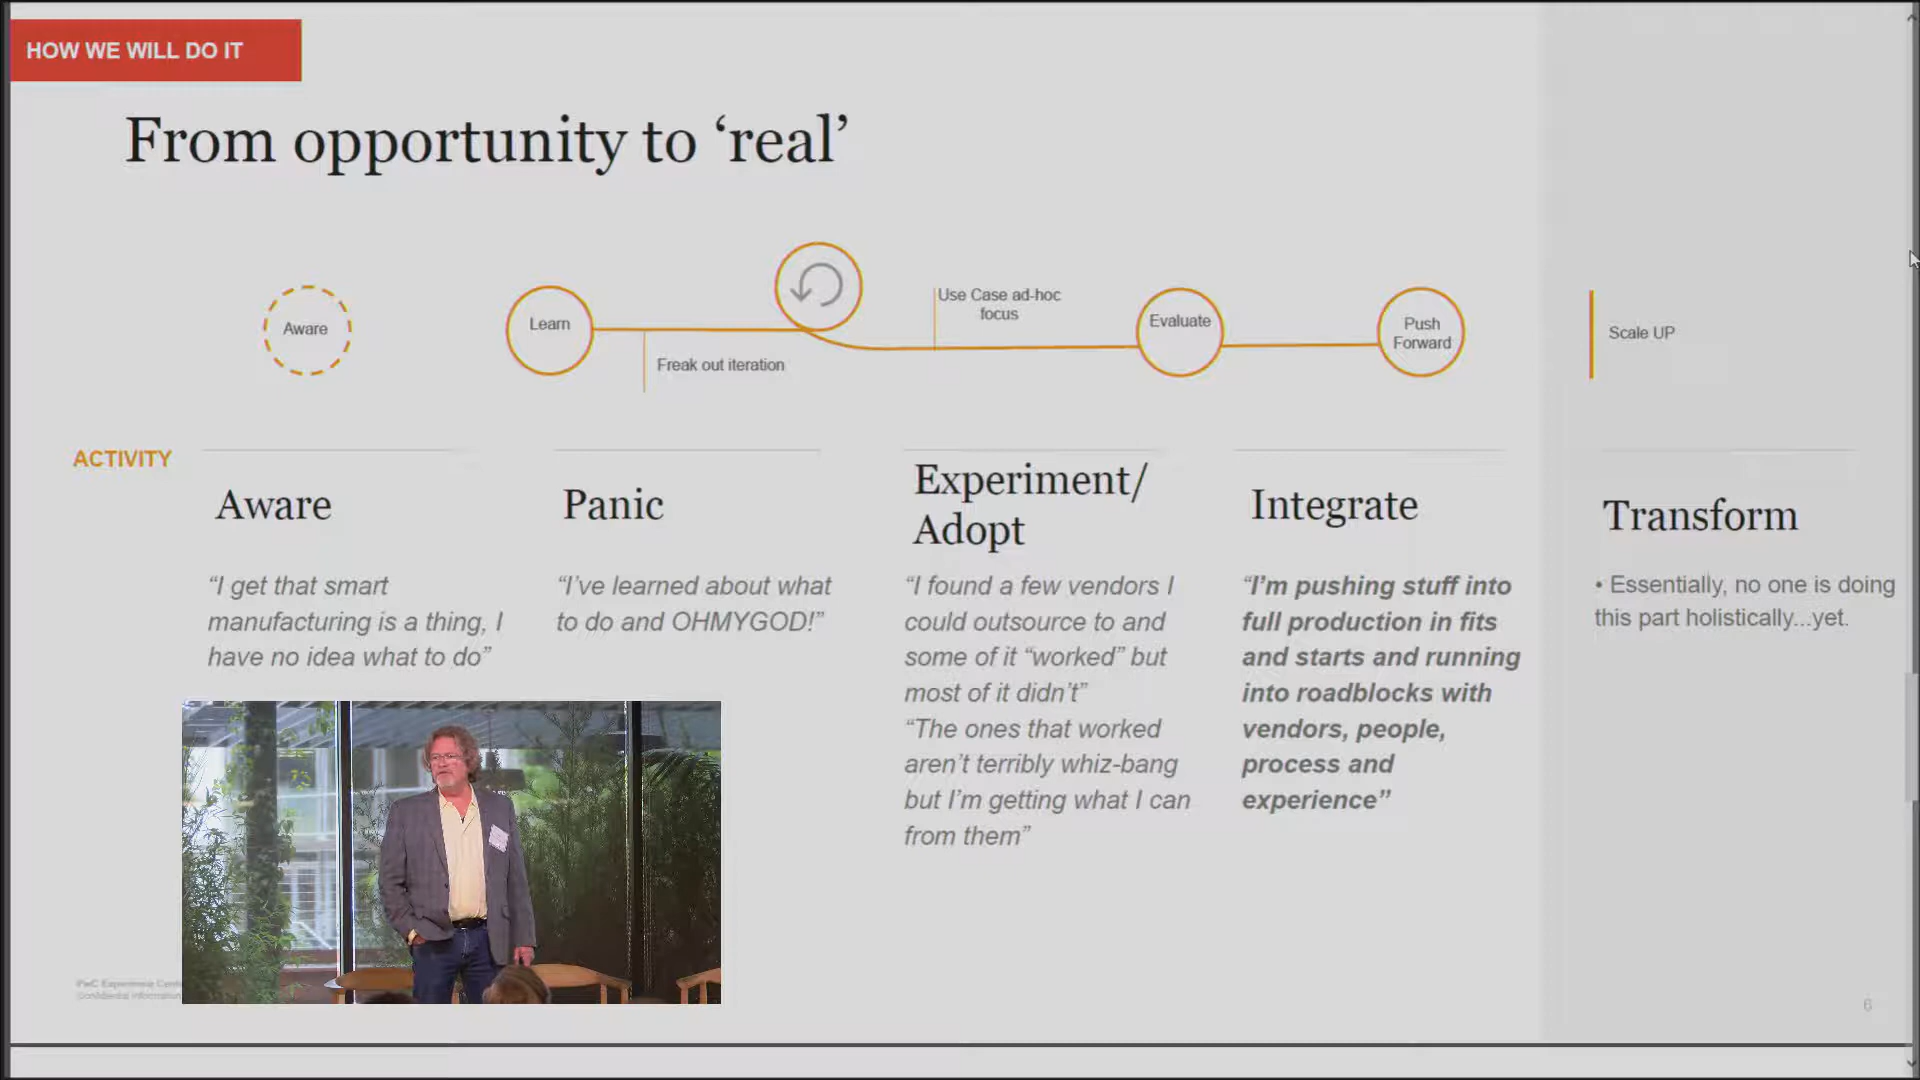 HOW WE WILL DO IT
From opportunity to ‘real’
Aware
Learn
Freak out iteration
Use Case ad-hoc
focus
Evaluate
Push
Forward
Scale UP
ACTIVITY
Aware
“I get that smart
manufacturing is a thing, I
have no idea what to do”
Panic
“I’ve learned about what
to do and OHMYGOD!”
Experiment/
Adopt
“I found a few vendors I
could outsource to and
some of it “worked” but
most of it didn’t”
“The ones that worked
aren’t terribly whiz-bang
but I’m getting what I can
from them”
Integrate
“I’m pushing stuff into
full production in fits
and starts and running
into roadblocks with
vendors, people,
process and
experience”
Transform
• Essentially, no one is doing
this part holistically...yet.
PwC Experience
Confidential information
6